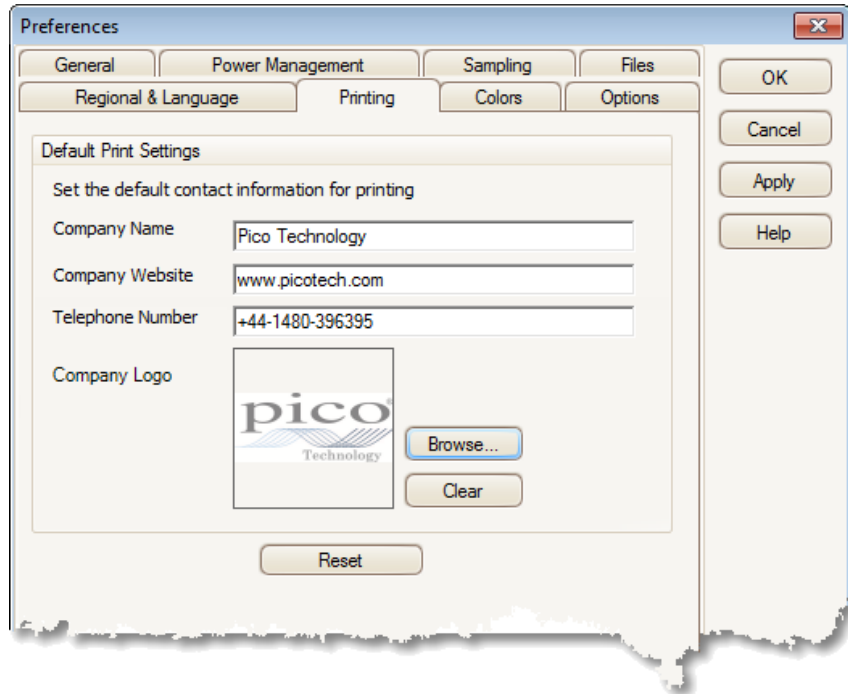 Preferences
General Power Management Sampling Files
Regional & Language Printing Colors Options
OK
Cancel
Apply
Help
Default Print Settings
Set the default contact information for printing
Company Name Pico Technology
Company Website www.picotech.com
Telephone Number +44-1480-396395
Company Logo
pico®
Technology
Browse...
Clear
Reset